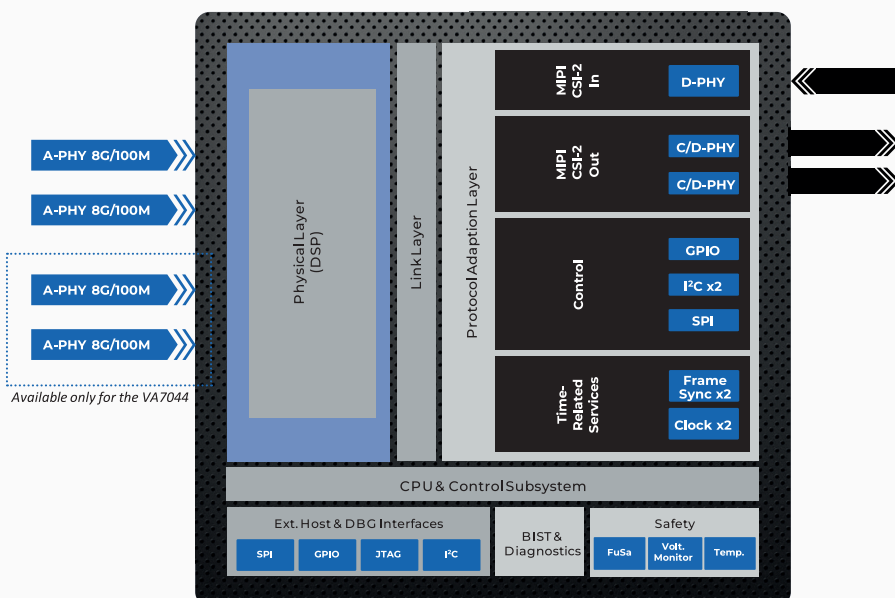 A-PHY 8G/100M
A-PHY 8G/100M
A-PHY 8G/100M
A-PHY 8G/100M
Available only for the VA7044
Physical Layer
(DSP)
Link Layer
Protocol Adaption Layer
MIPI
CSI-2
In
D-PHY
MIPI
CSI-2
Out
C/D-PHY
C/D-PHY
Control
GPIO
I²C x2
SPI
Time-
Related
Services
Frame
Sync x2
Clock x2
CPU & Control Subsystem
Ext. Host & DBG Interfaces
SPI
GPIO
JTAG
I²C
BIST &
Diagnostics
Safety
FuSa
Volt.
Monitor
Temp.